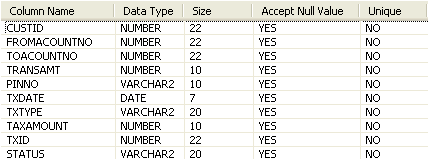 Column Name Data Type Size Accept Null Value Unique
CUSTID NUMBER 22 YES NO
FROMACOUNTNO NUMBER 22 YES NO
TOACOUNTNO NUMBER 22 YES NO
TRANSAMT NUMBER 10 YES NO
PINNO VARCHAR2 10 YES NO
TXDATE DATE 7 YES NO
TXTYPE VARCHAR2 20 YES NO
TAXAMOUNT NUMBER 10 YES NO
TXID NUMBER 22 YES NO
STATUS VARCHAR2 20 YES NO